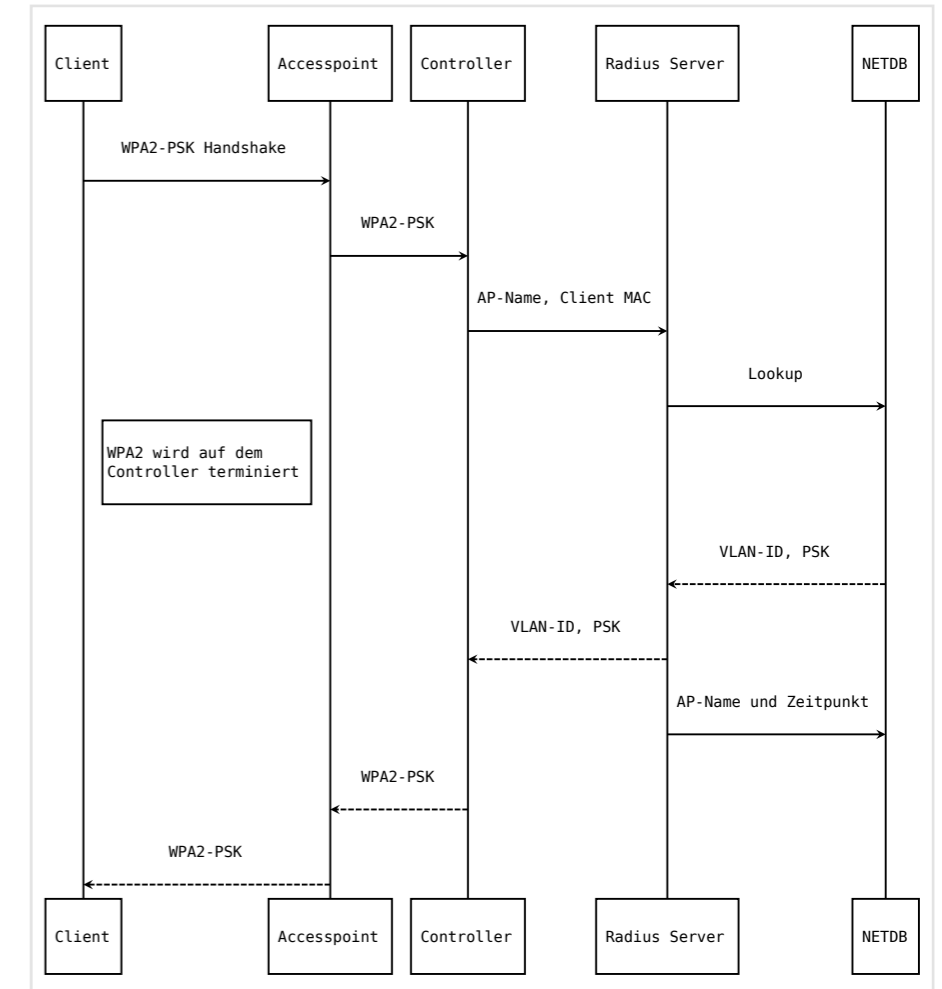 Client
Accesspoint
Controller
Radius Server
NETDB
WPA2-PSK Handshake
WPA2-PSK
AP-Name, Client MAC
Lookup
WPA2 wird auf dem
Controller terminiert
VLAN-ID, PSK
VLAN-ID, PSK
AP-Name und Zeitpunkt
WPA2-PSK
WPA2-PSK
Client
Accesspoint
Controller
Radius Server
NETDB